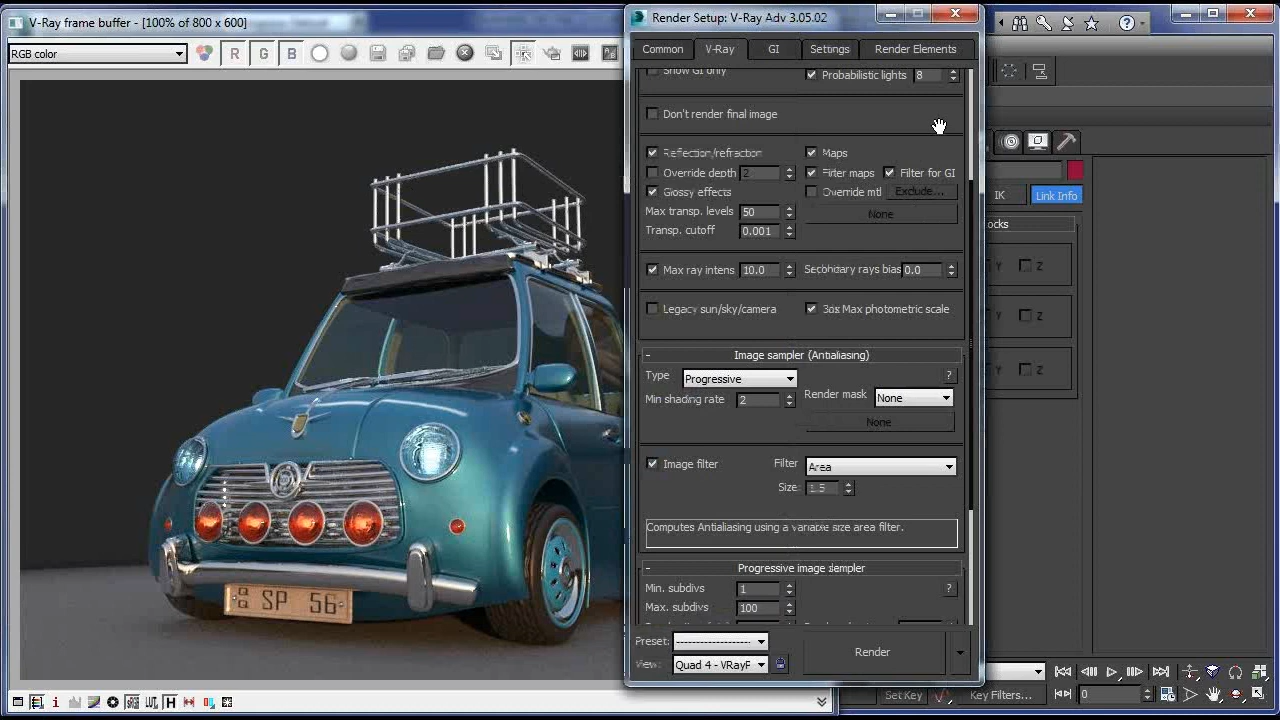 V-Ray frame buffer - [100% of 800 x 600]
RGB color
R G B
SP 56
Render Setup: V-Ray Adv 3.05.02
Common V-Ray GI Settings Render Elements
Show GI only Probabilistic lights 8
Don't render final image
Reflection/refraction Maps
Override depth 2 Filter maps Filter for GI
Glossy effects Override mtl Exclude...
Max transp. levels 50 None
Transp. cutoff 0.001
Max ray intens 10.0 Secondary rays bias 0.0
Legacy sun/sky/camera 3ds Max photometric scale
- Image sampler (Antialiasing)
Type Progressive ?
Min shading rate 2 Render mask None
None
Image filter Filter Area
Size: 1.5
Computes Antialiasing using a variable size area filter.
- Progressive image sampler
Min. subdivs 1 ?
Max. subdivs 100
Preset: --------------------
View: Quad 4 - VRayP
Render
IK Link Info
ocks
Y Z
Y Z
Y Z
Set Key Key Filters... 0
i LUT H